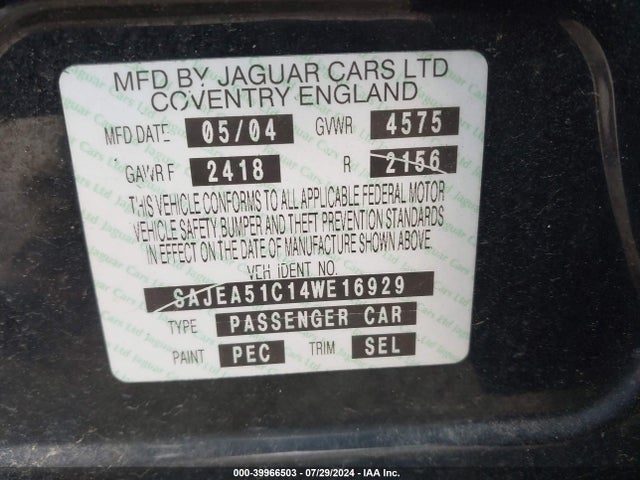 MFD BY JAGUAR CARS LTD
COVENTRY ENGLAND
MFD DATE 05/04 GVWR 4575
GAWR F 2418 R 2156
THIS VEHICLE CONFORMS TO ALL APPLICABLE FEDERAL MOTOR
VEHICLE SAFETY BUMPER AND THEFT PREVENTION STANDARDS
IN EFFECT ON THE DATE OF MANUFACTURE SHOWN ABOVE.
VEH IDENT NO.
SAJEA51C14WE16929
TYPE PASSENGER CAR
PAINT PEC TRIM SEL
000-39966503 - 07/29/2024 - IAA Inc.